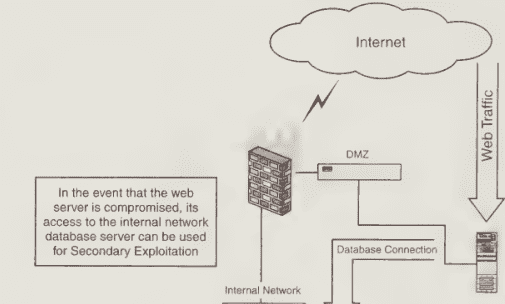 Internet
Web Traffic
DMZ
In the event that the web
server is compromised, its
access to the internal network
database server can be used
for Secondary Exploitation
Database Connection
Internal Network